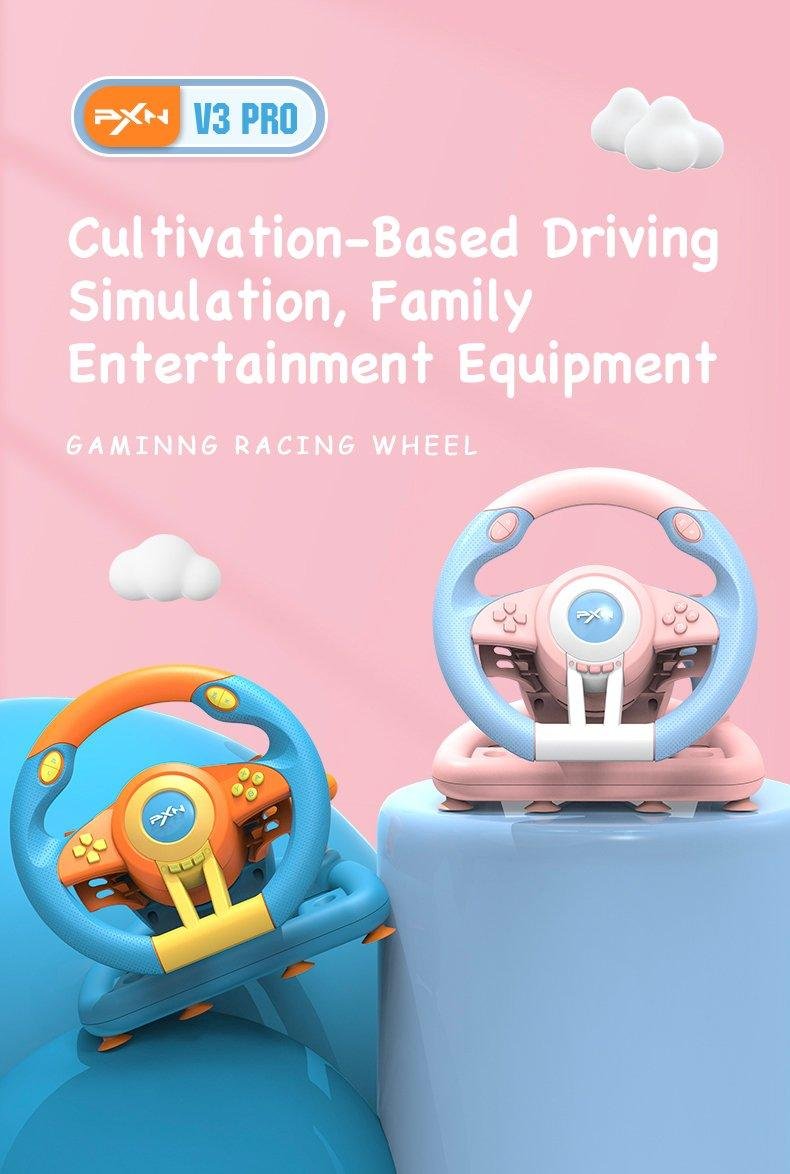 PXN V3 PRO
Cultivation-Based Driving
Simulation, Family
Entertainment Equipment
GAMINNG RACING WHEEL
PXN
PXN